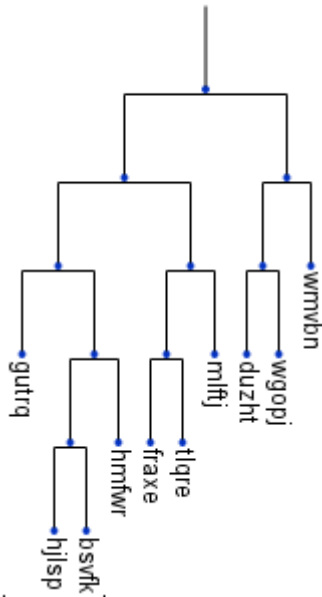 gutrq
hjlsp
bsvfk
hmfwr
fraxe
tlqre
mlftj
duzht
wgopj
wmvbn